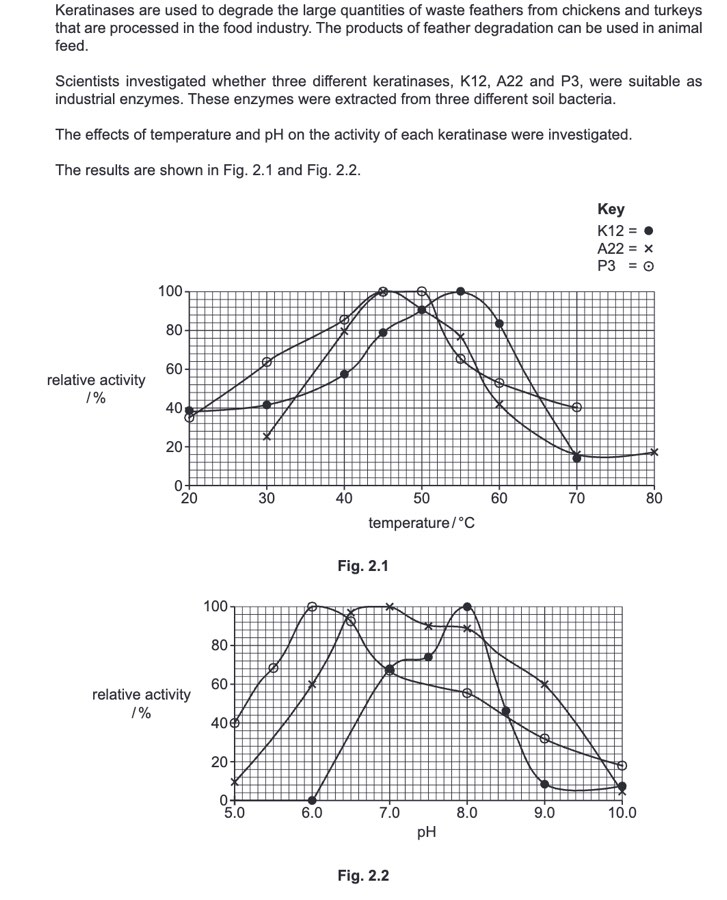 Keratinases are used to degrade the large quantities of waste feathers from chickens and turkeys
that are processed in the food industry. The products of feather degradation can be used in animal
feed.
Scientists investigated whether three different keratinases, K12, A22 and P3, were suitable as
industrial enzymes. These enzymes were extracted from three different soil bacteria.
The effects of temperature and pH on the activity of each keratinase were investigated.
The results are shown in Fig. 2.1 and Fig. 2.2.
Key
K12 = ●
A22 = ×
P3 = ⊙
100
80
60
relative activity
/%
40
20
0
20 30 40 50 60 70 80
temperature/°C
Fig. 2.1
100
80
60
relative activity
/%
40
20
0
5.0 6.0 7.0 8.0 9.0 10.0
pH
Fig. 2.2